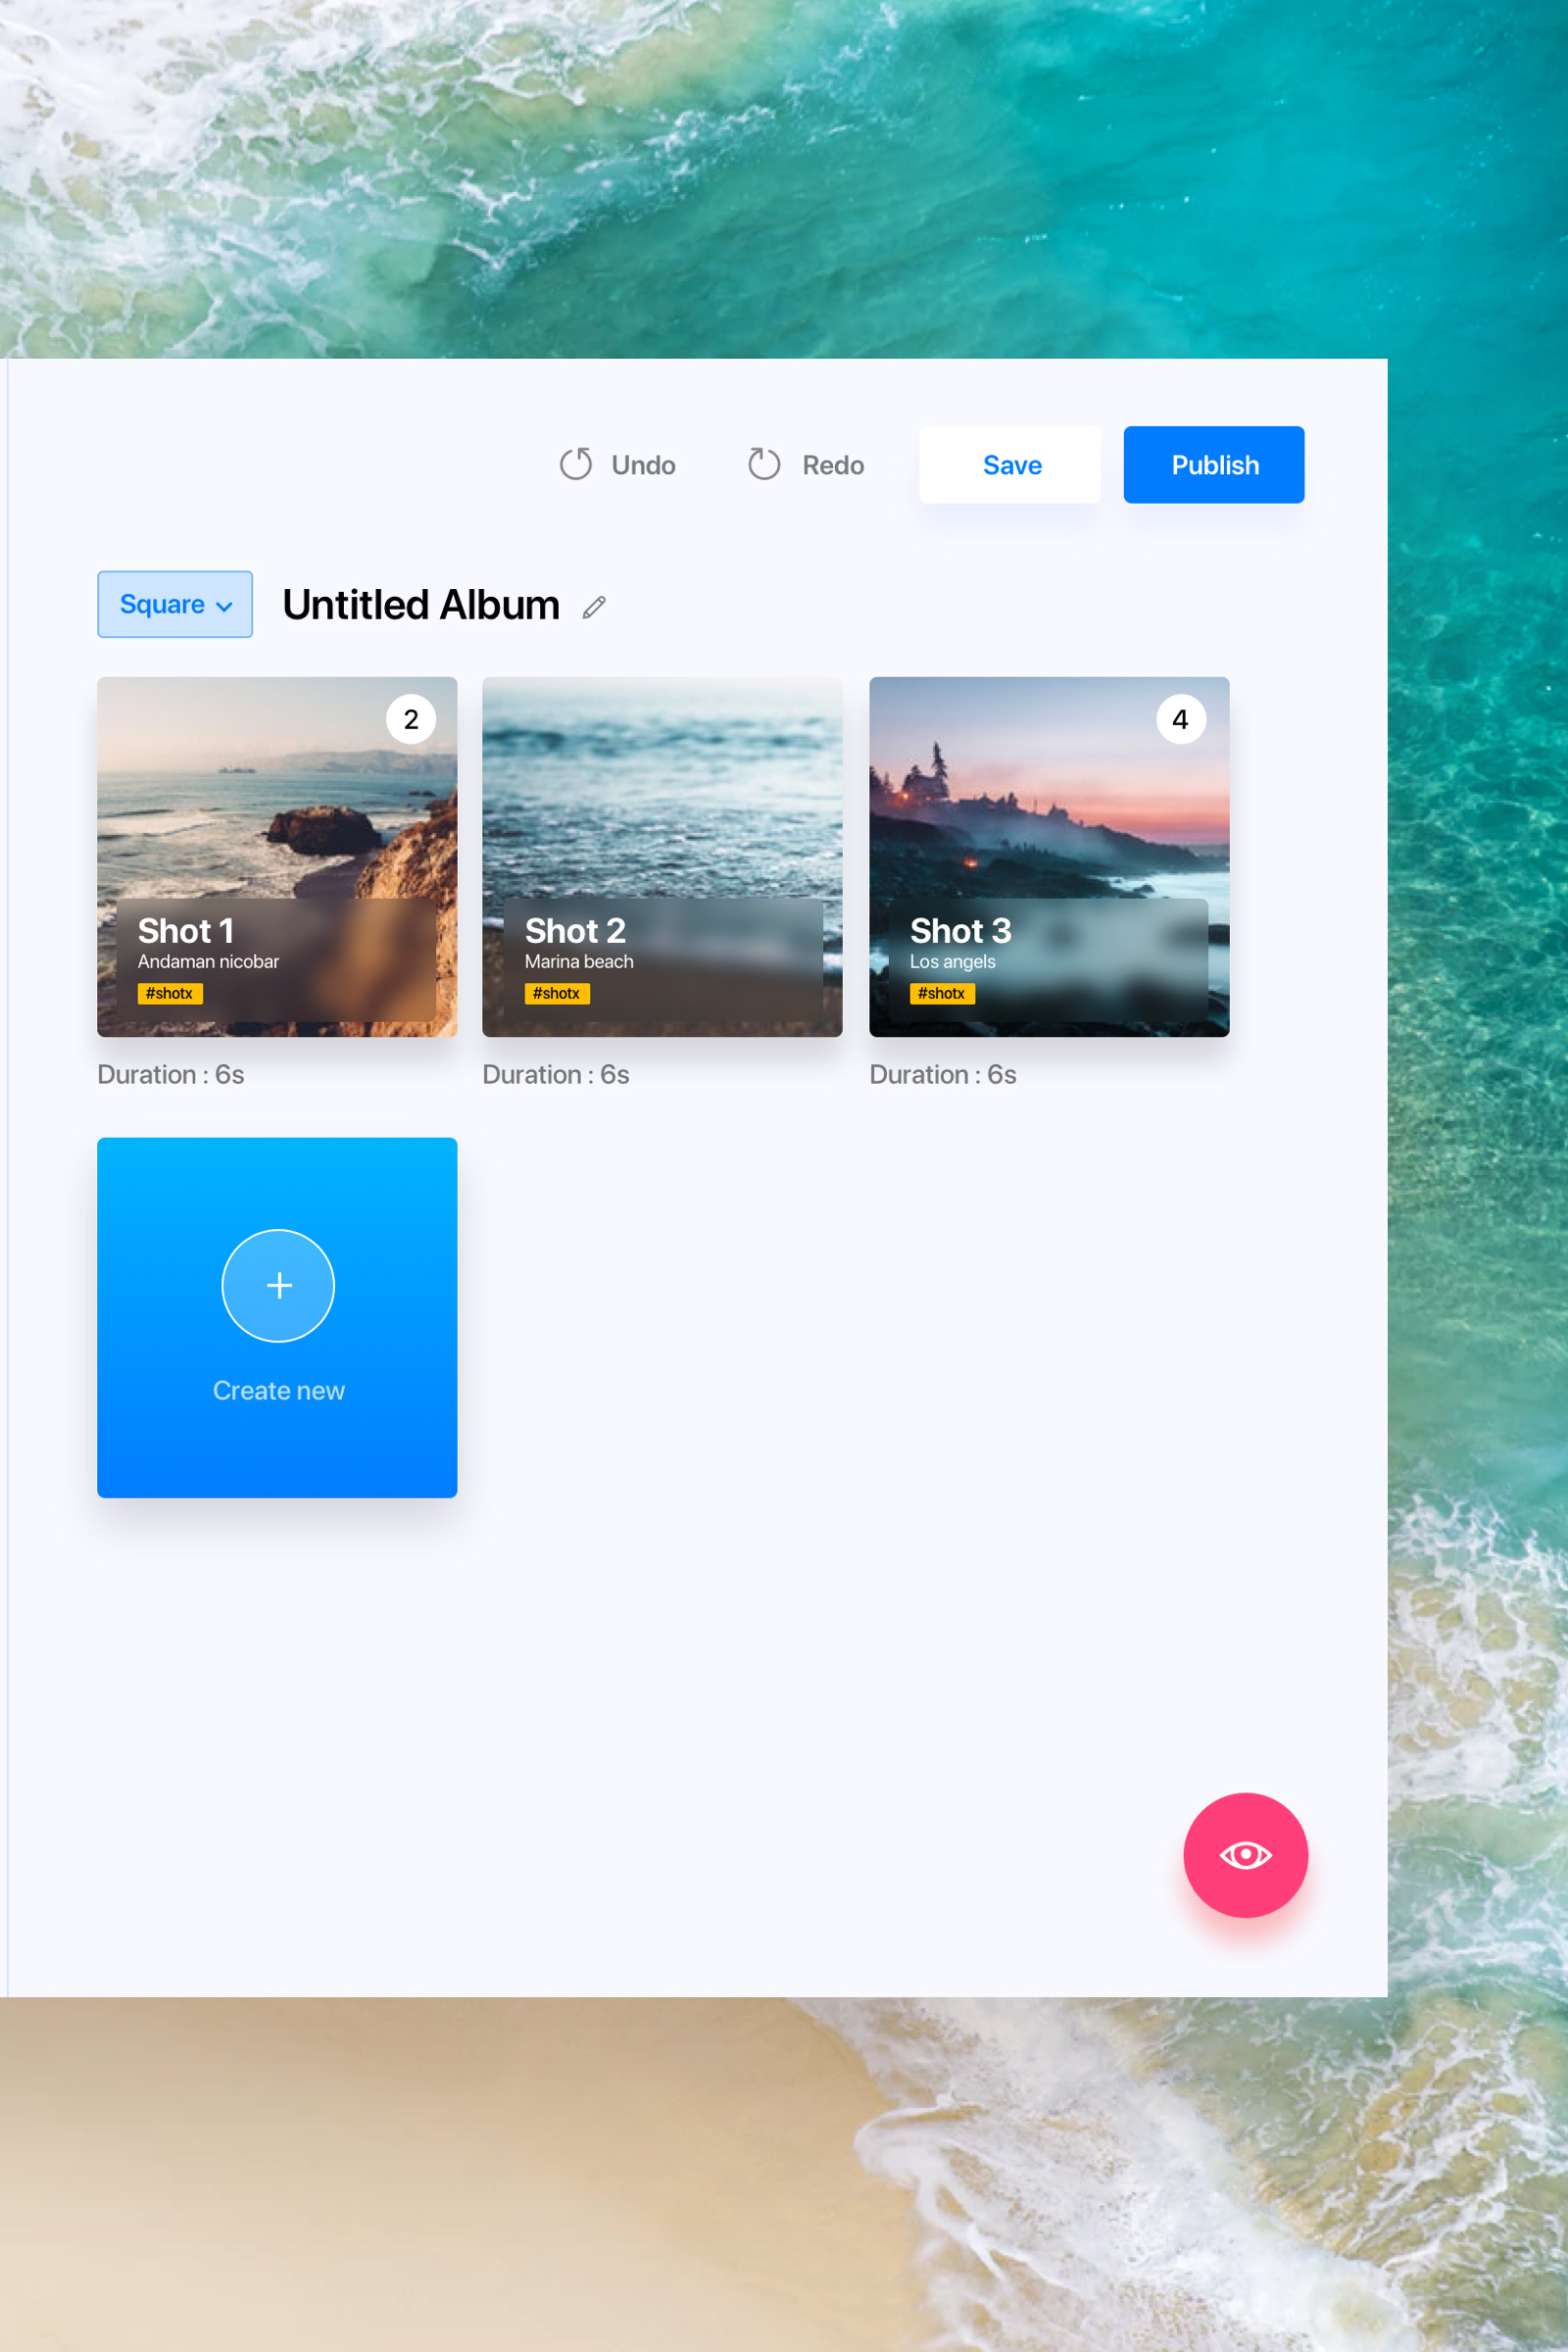 Undo Redo Save Publish
Square Untitled Album
2
4
Shot 1
Andaman nicobar
#shotx
Duration : 6s
Shot 2
Marina beach
#shotx
Duration : 6s
Shot 3
Los angels
#shotx
Duration : 6s
Create new